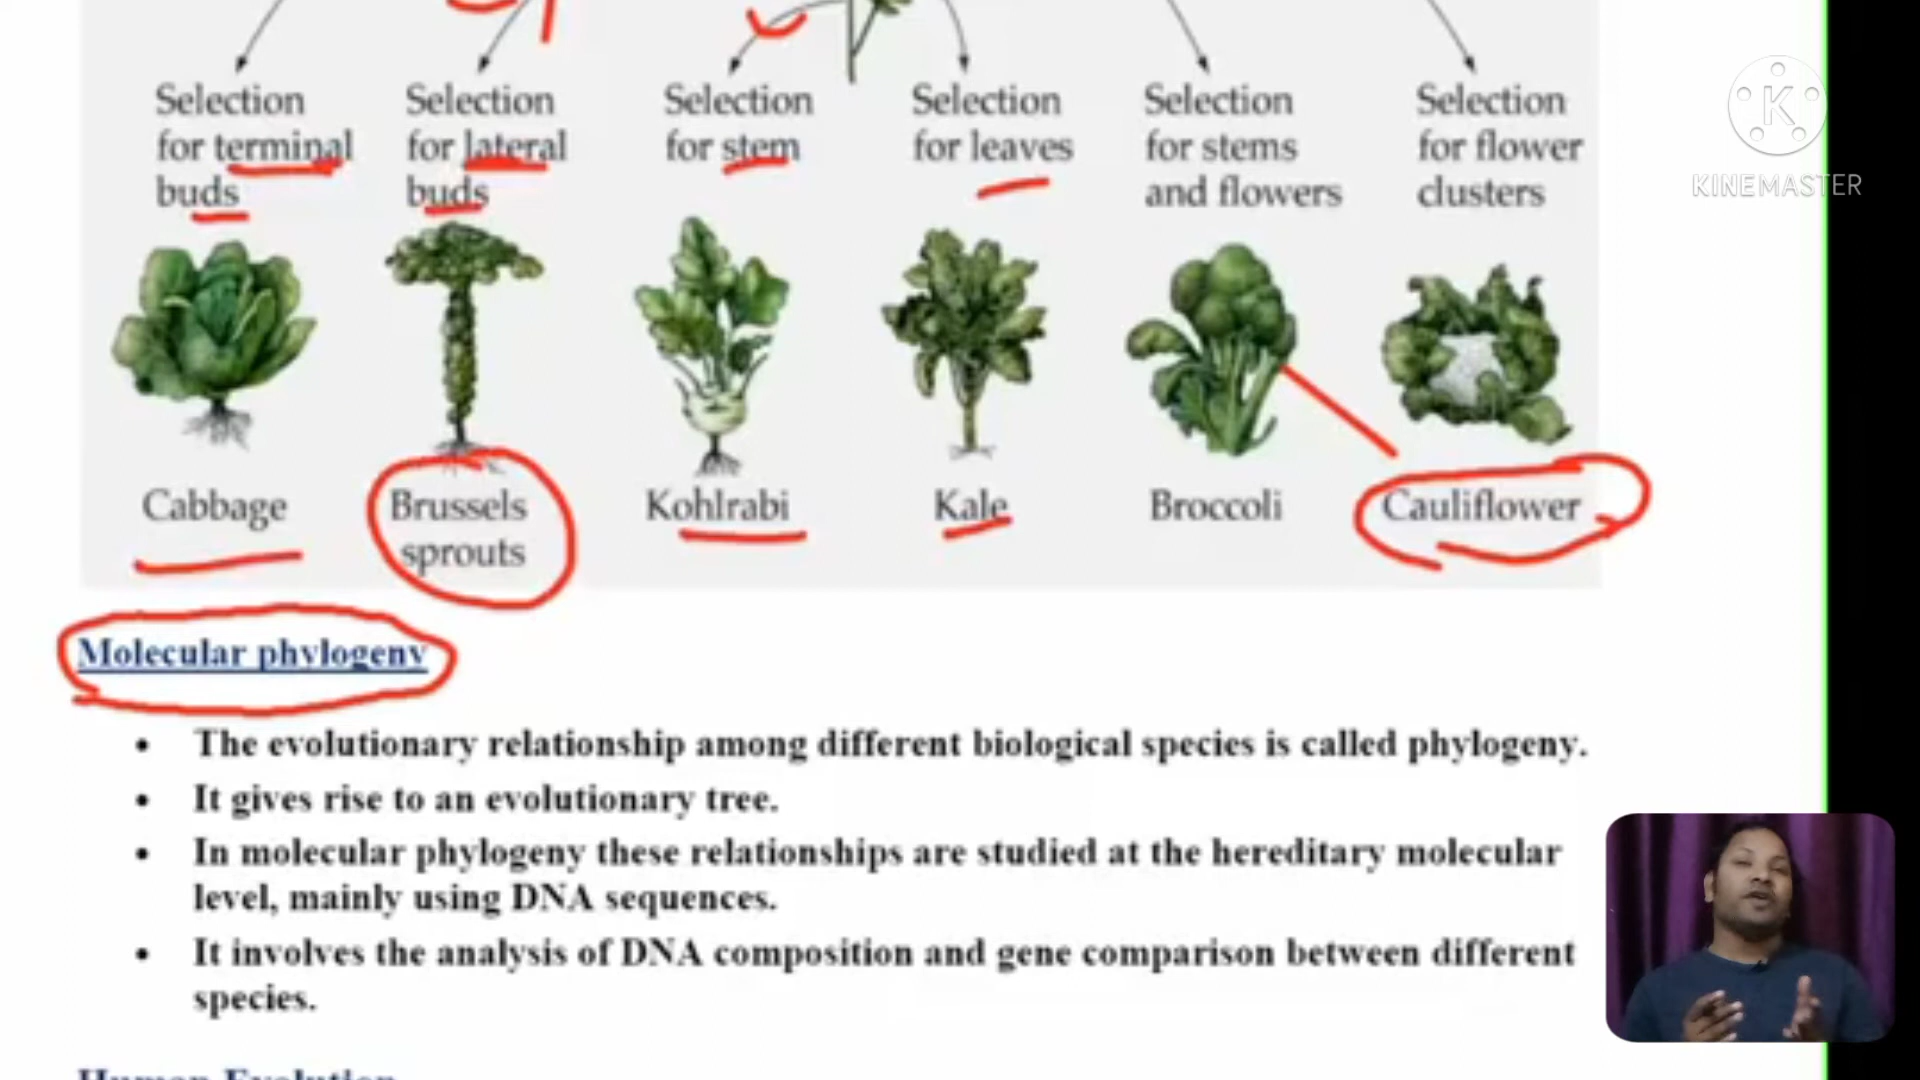 Selection for terminal buds
Selection for lateral buds
Selection for stem
Selection for leaves
Selection for stems and flowers
Selection for flower clusters
KINEMASTER
Cabbage
Brussels sprouts
Kohlrabi
Kale
Broccoli
Cauliflower
Molecular phylogeny
• The evolutionary relationship among different biological species is called phylogeny.
• It gives rise to an evolutionary tree.
• In molecular phylogeny these relationships are studied at the hereditary molecular
level, mainly using DNA sequences.
• It involves the analysis of DNA composition and gene comparison between different
species.
Human Evolution